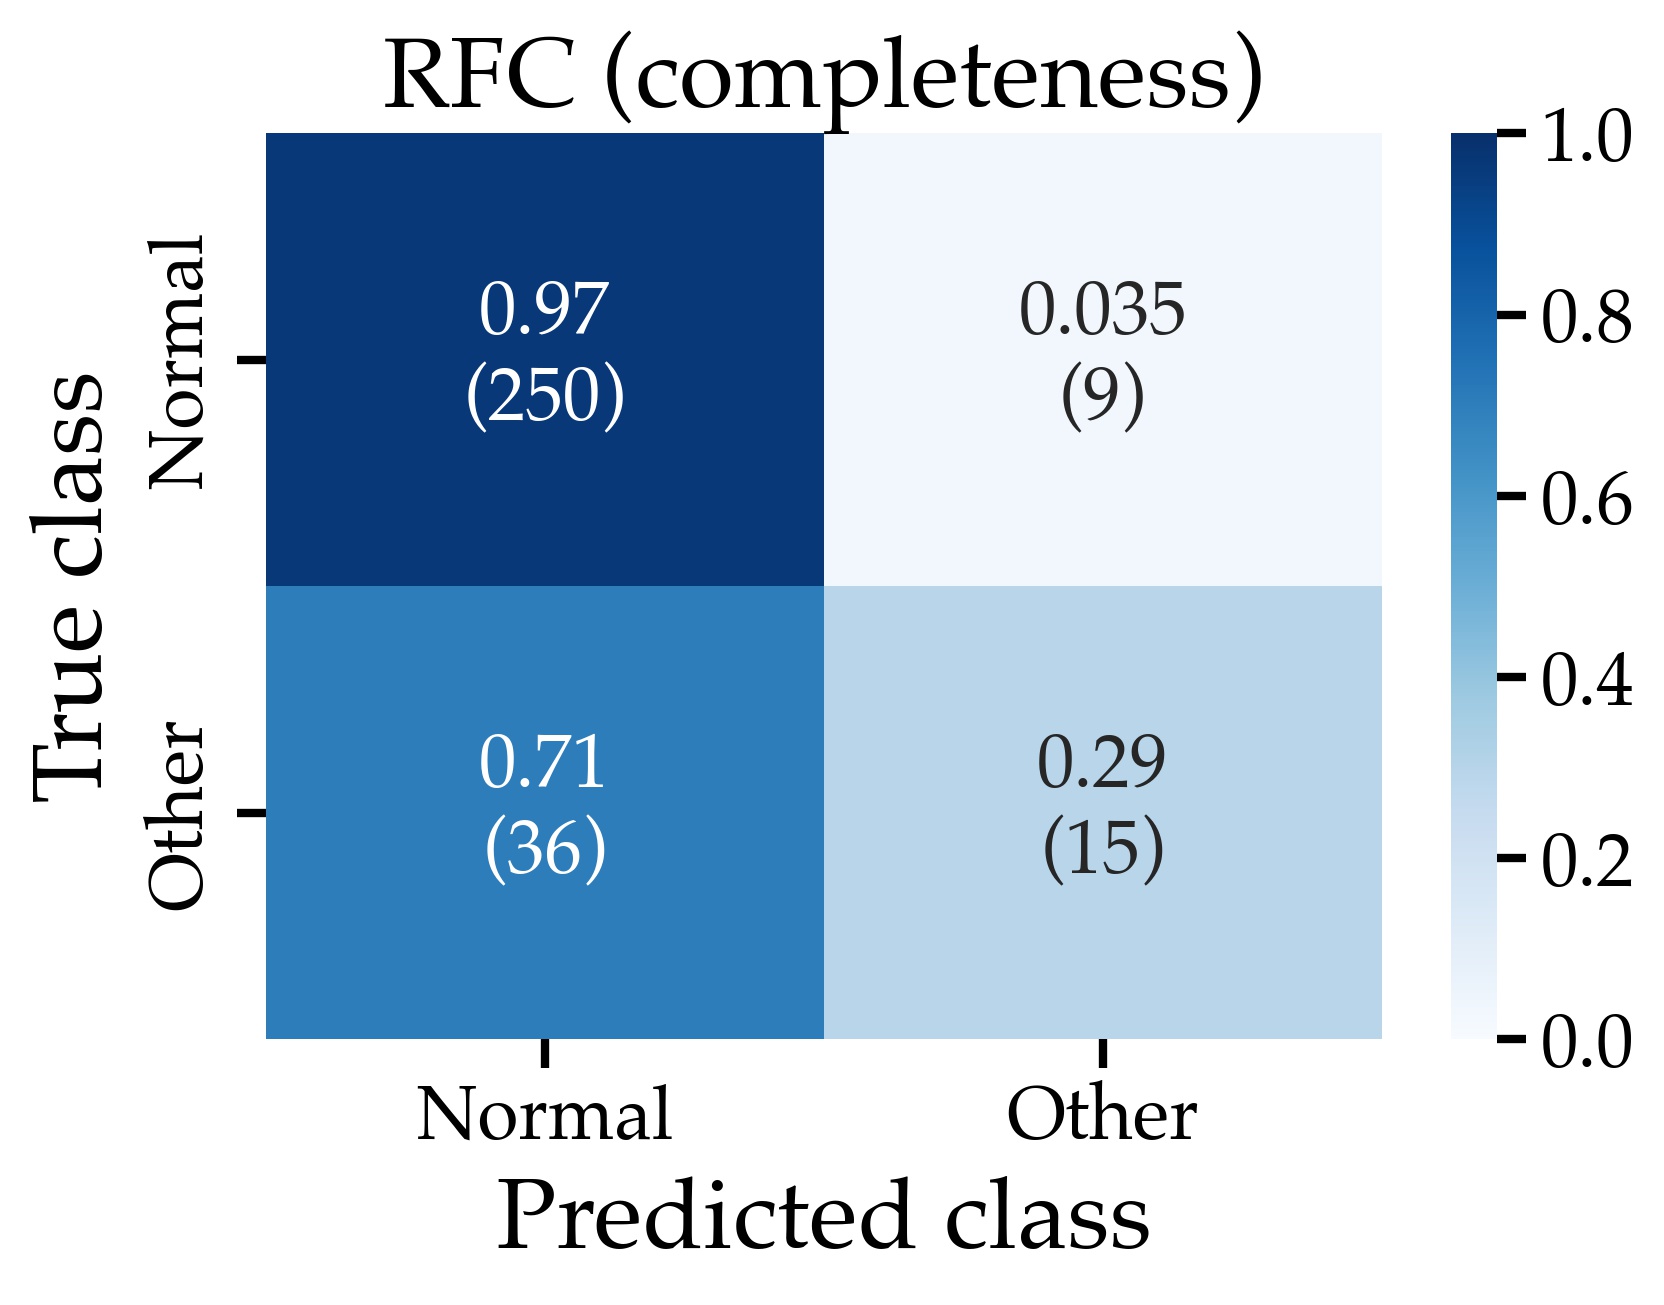 RFC (completeness)
True class
Normal
Other
0.97
(250)
0.035
(9)
0.71
(36)
0.29
(15)
Normal
Other
Predicted class
1.0
0.8
0.6
0.4
0.2
0.0